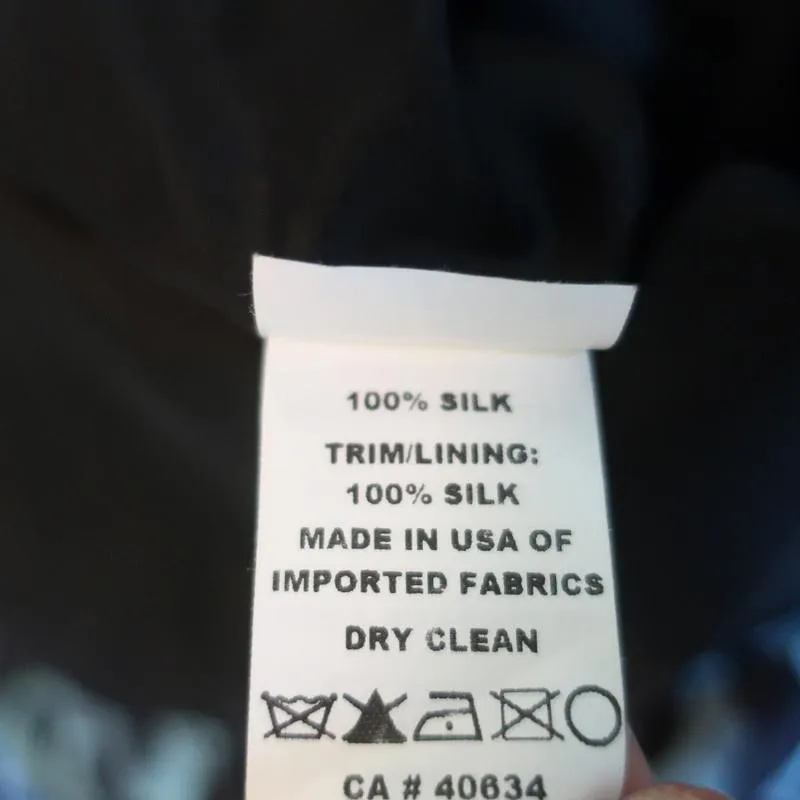 100% SILK
TRIM/LINING:
100% SILK
MADE IN USA OF
IMPORTED FABRICS
DRY CLEAN
CA # 40634